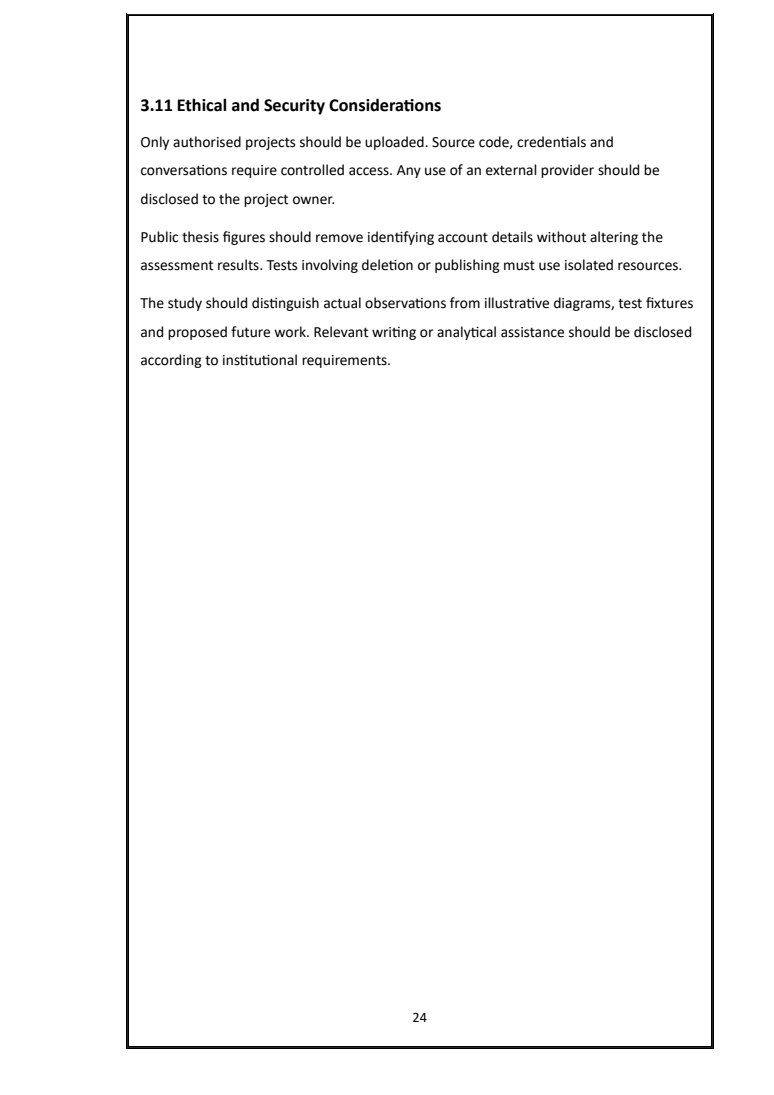 3.11 Ethical and Security Considerations
Only authorised projects should be uploaded. Source code, credentials and
conversations require controlled access. Any use of an external provider should be
disclosed to the project owner.
Public thesis figures should remove identifying account details without altering the
assessment results. Tests involving deletion or publishing must use isolated resources.
The study should distinguish actual observations from illustrative diagrams, test fixtures
and proposed future work. Relevant writing or analytical assistance should be disclosed
according to institutional requirements.
24